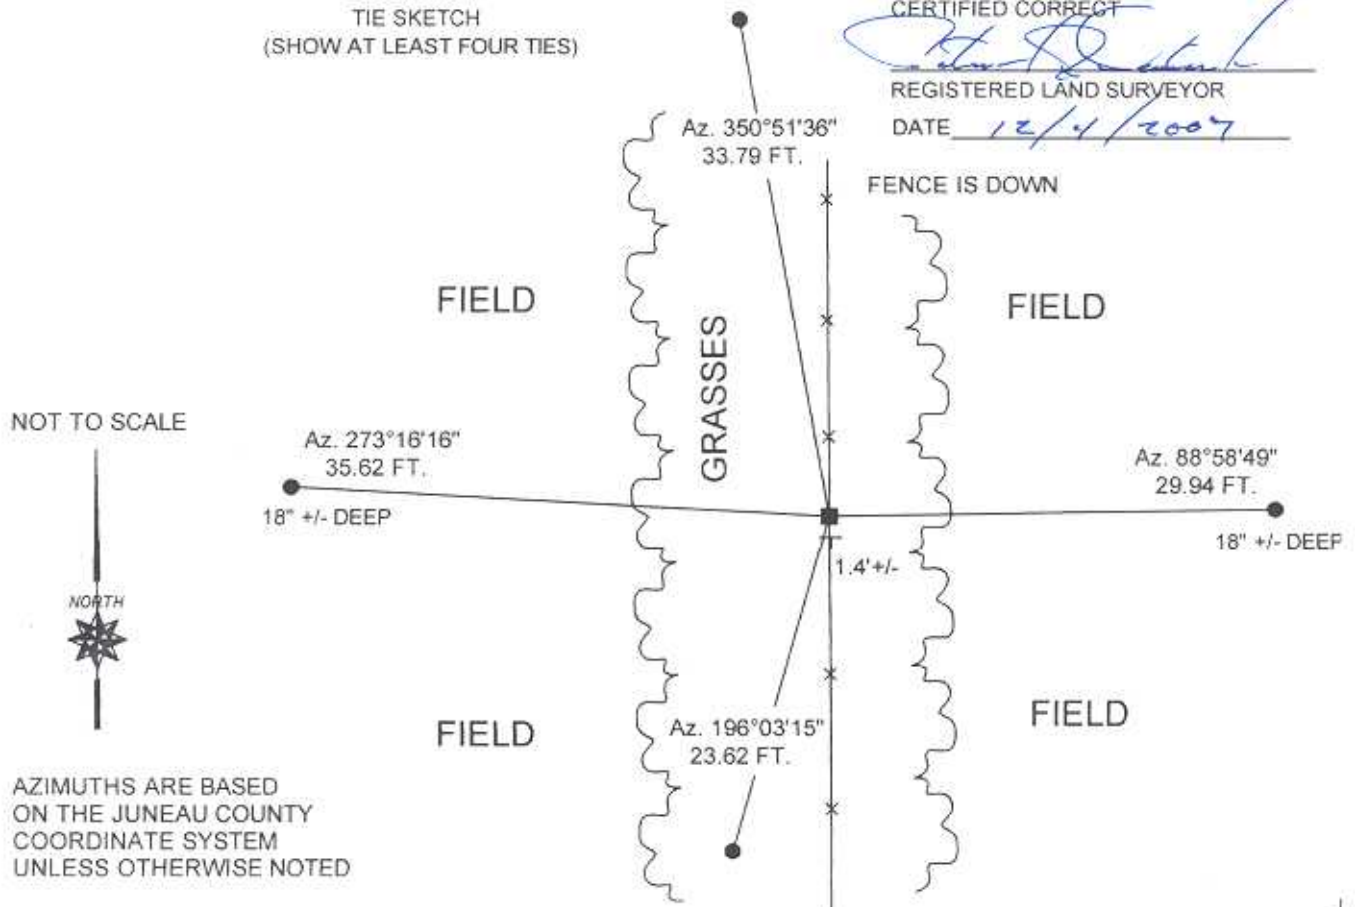 TIE SKETCH
(SHOW AT LEAST FOUR TIES)
CERTIFIED CORRECT
REGISTERED LAND SURVEYOR
DATE 12/4/2007
Az. 350°51'36"
33.79 FT.
FENCE IS DOWN
FIELD
FIELD
GRASSES
NOT TO SCALE
Az. 273°16'16"
35.62 FT.
18" +/- DEEP
Az. 88°58'49"
29.94 FT.
18" +/- DEEP
1.4'+/-
NORTH
FIELD
Az. 196°03'15"
23.62 FT.
FIELD
AZIMUTHS ARE BASED
ON THE JUNEAU COUNTY
COORDINATE SYSTEM
UNLESS OTHERWISE NOTED